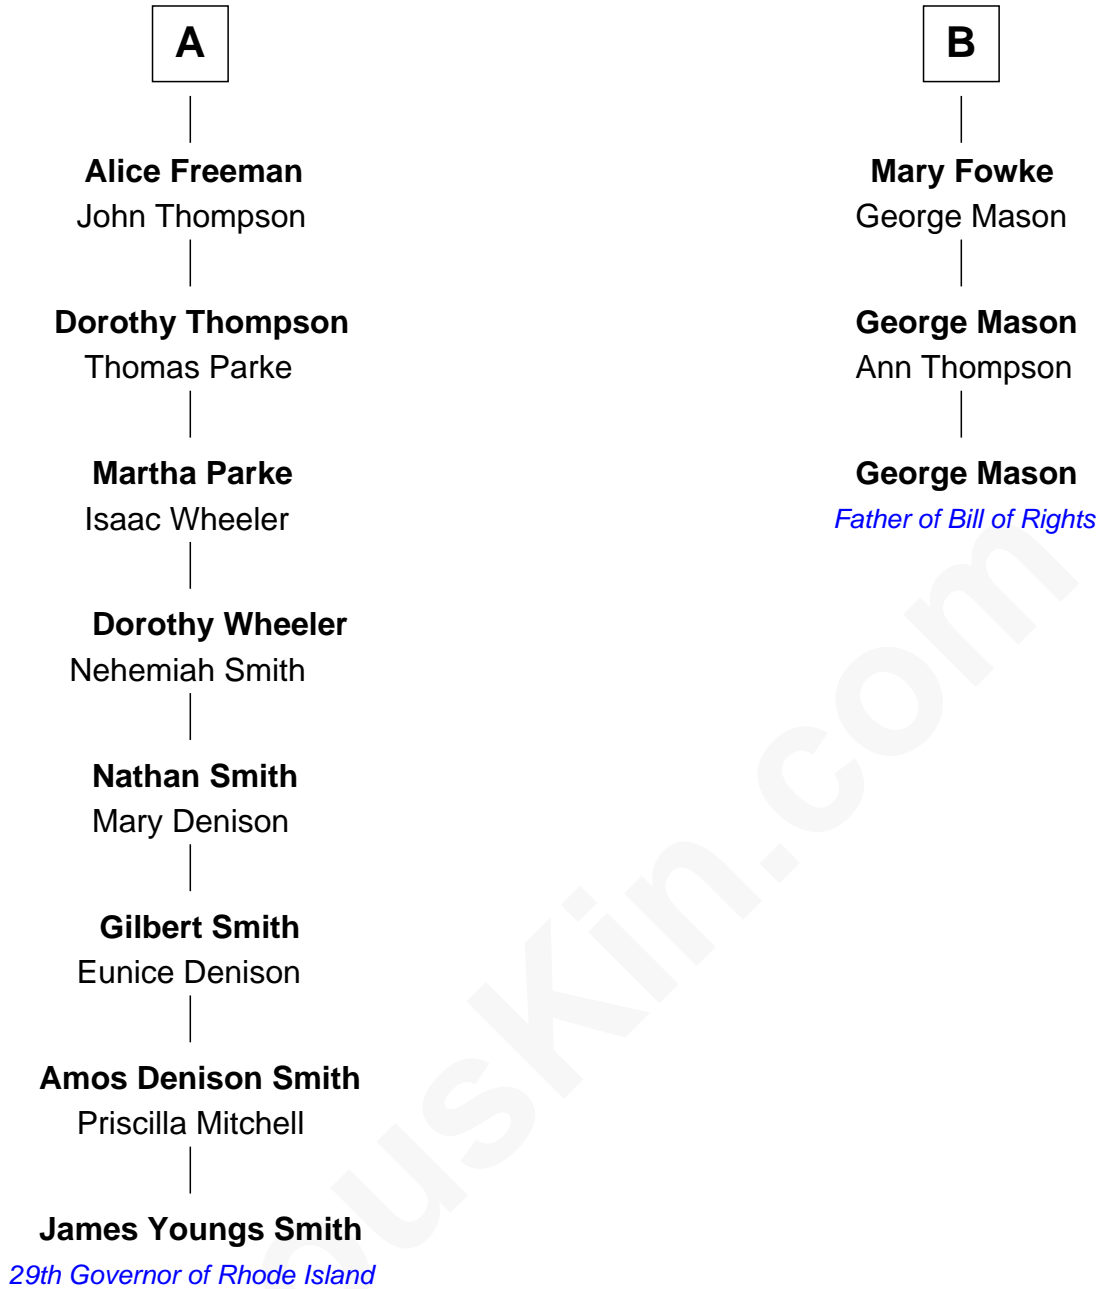 A
Alice Freeman
John Thompson
Dorothy Thompson
Thomas Parke
Martha Parke
Isaac Wheeler
Dorothy Wheeler
Nehemiah Smith
Nathan Smith
Mary Denison
Gilbert Smith
Eunice Denison
Amos Denison Smith
Priscilla Mitchell
James Youngs Smith
29th Governor of Rhode Island
B
Mary Fowke
George Mason
George Mason
Ann Thompson
George Mason
Father of Bill of Rights
ousKin.com